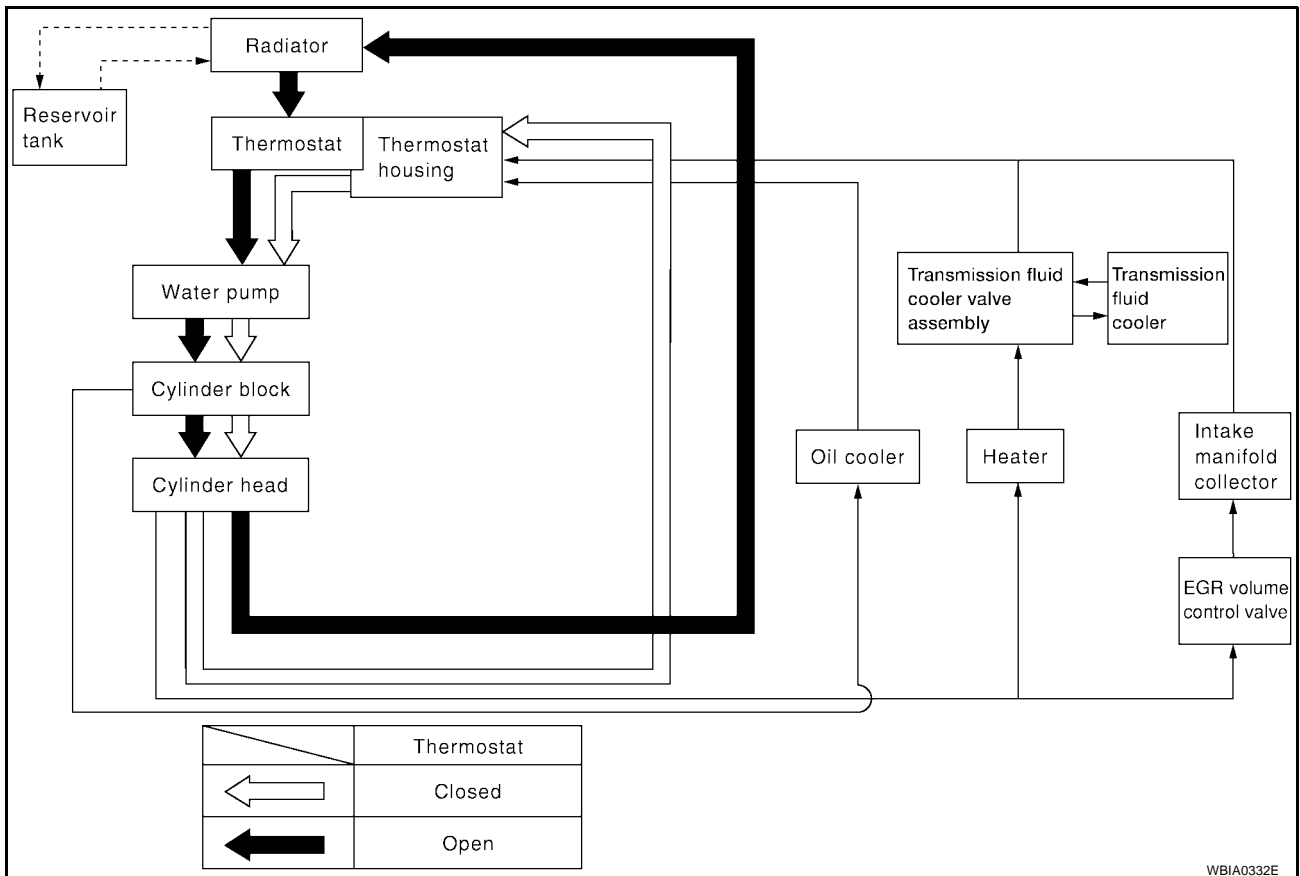 Radiator
Reservoir
tank
Thermostat
Thermostat
housing
Water pump
Transmission fluid
cooler valve
assembly
Transmission
fluid
cooler
Cylinder block
Oil cooler
Heater
Intake
manifold
collector
Cylinder head
EGR volume
control valve
Thermostat
Closed
Open
WBIA0332E